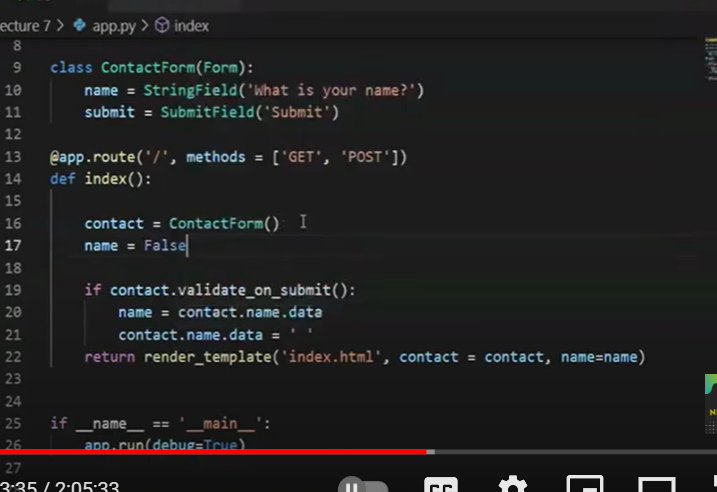 ecture 7 > app.py > index
8
9 class ContactForm(Form):
10     name = StringField('What is your name?')
11     submit = SubmitField('Submit')
12
13 @app.route('/', methods = ['GET', 'POST'])
14 def index():
15
16     contact = ContactForm()
17     name = False
18
19     if contact.validate_on_submit():
20         name = contact.name.data
21         contact.name.data = ' '
22     return render_template('index.html', contact = contact, name=name)
23
24
25 if __name__ == '__main__':
26     app.run(debug=True)
27
3:35 / 2:05:33
CC